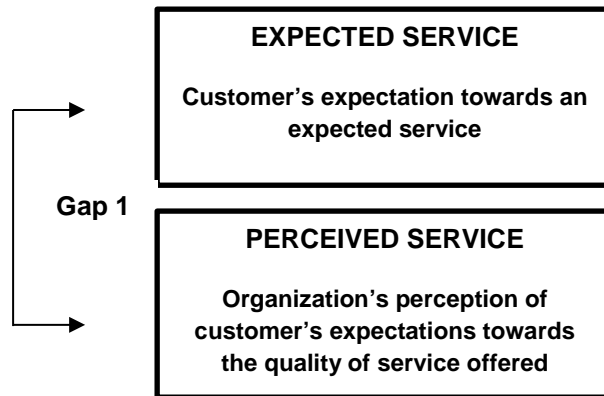 EXPECTED SERVICE
Customer’s expectation towards an
expected service
Gap 1
PERCEIVED SERVICE
Organization’s perception of
customer’s expectations towards
the quality of service offered